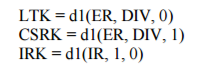 LTK = d1(ER, DIV, 0)
CSRK = d1(ER, DIV, 1)
IRK = d1(IR, 1, 0)